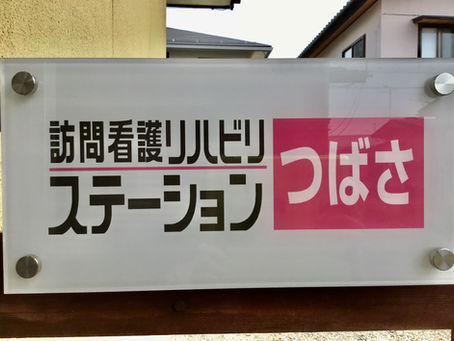 訪問看護リハビリ
ステーション
つばさ